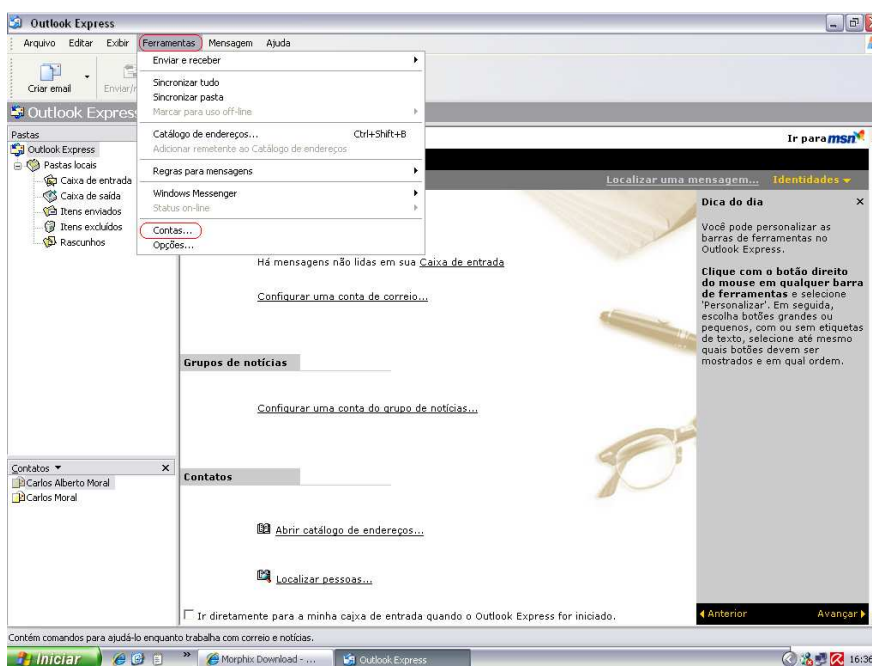 Outlook Express
Arquivo Editar Exibir Ferramentas Mensagem Ajuda
Criar email
Outlook Express
Enviar e receber
Sincronizar tudo
Sincronizar pasta
Marcar para uso off-line
Catálogo de endereços... Ctrl+Shift+B
Adicionar remetente ao Catálogo de endereços
Regras para mensagens
Windows Messenger
Status on-line
Contas...
Opções...
Pastas
Outlook Express
Pastas locais
Caixa de entrada
Caixa de saída
Itens enviados
Itens excluídos
Rascunhos
Contatos
Carlos Alberto Moral
Carlos Moral
Ir para msn
Localizar uma mensagem... Identidades
Há mensagens não lidas em sua Caixa de entrada
Configurar uma conta de correio...
Grupos de notícias
Configurar uma conta do grupo de notícias...
Contatos
Abrir catálogo de endereços...
Localizar pessoas...
Ir diretamente para a minha caixa de entrada quando o Outlook Express for iniciado.
Dica do dia
Você pode personalizar as
barras de ferramentas no
Outlook Express.
Clique com o botão direito
do mouse em qualquer barra
de ferramentas e selecione
'Personalizar'. Em seguida,
escolha botões grandes ou
pequenos, com ou sem etiquetas
de texto, selecione até mesmo
quais botões devem ser
mostrados e em qual ordem.
Anterior Avançar
Contém comandos para ajudá-lo enquanto trabalha com correio e notícias.
Iniciar
Morphix Download - ...
Outlook Express
16:36